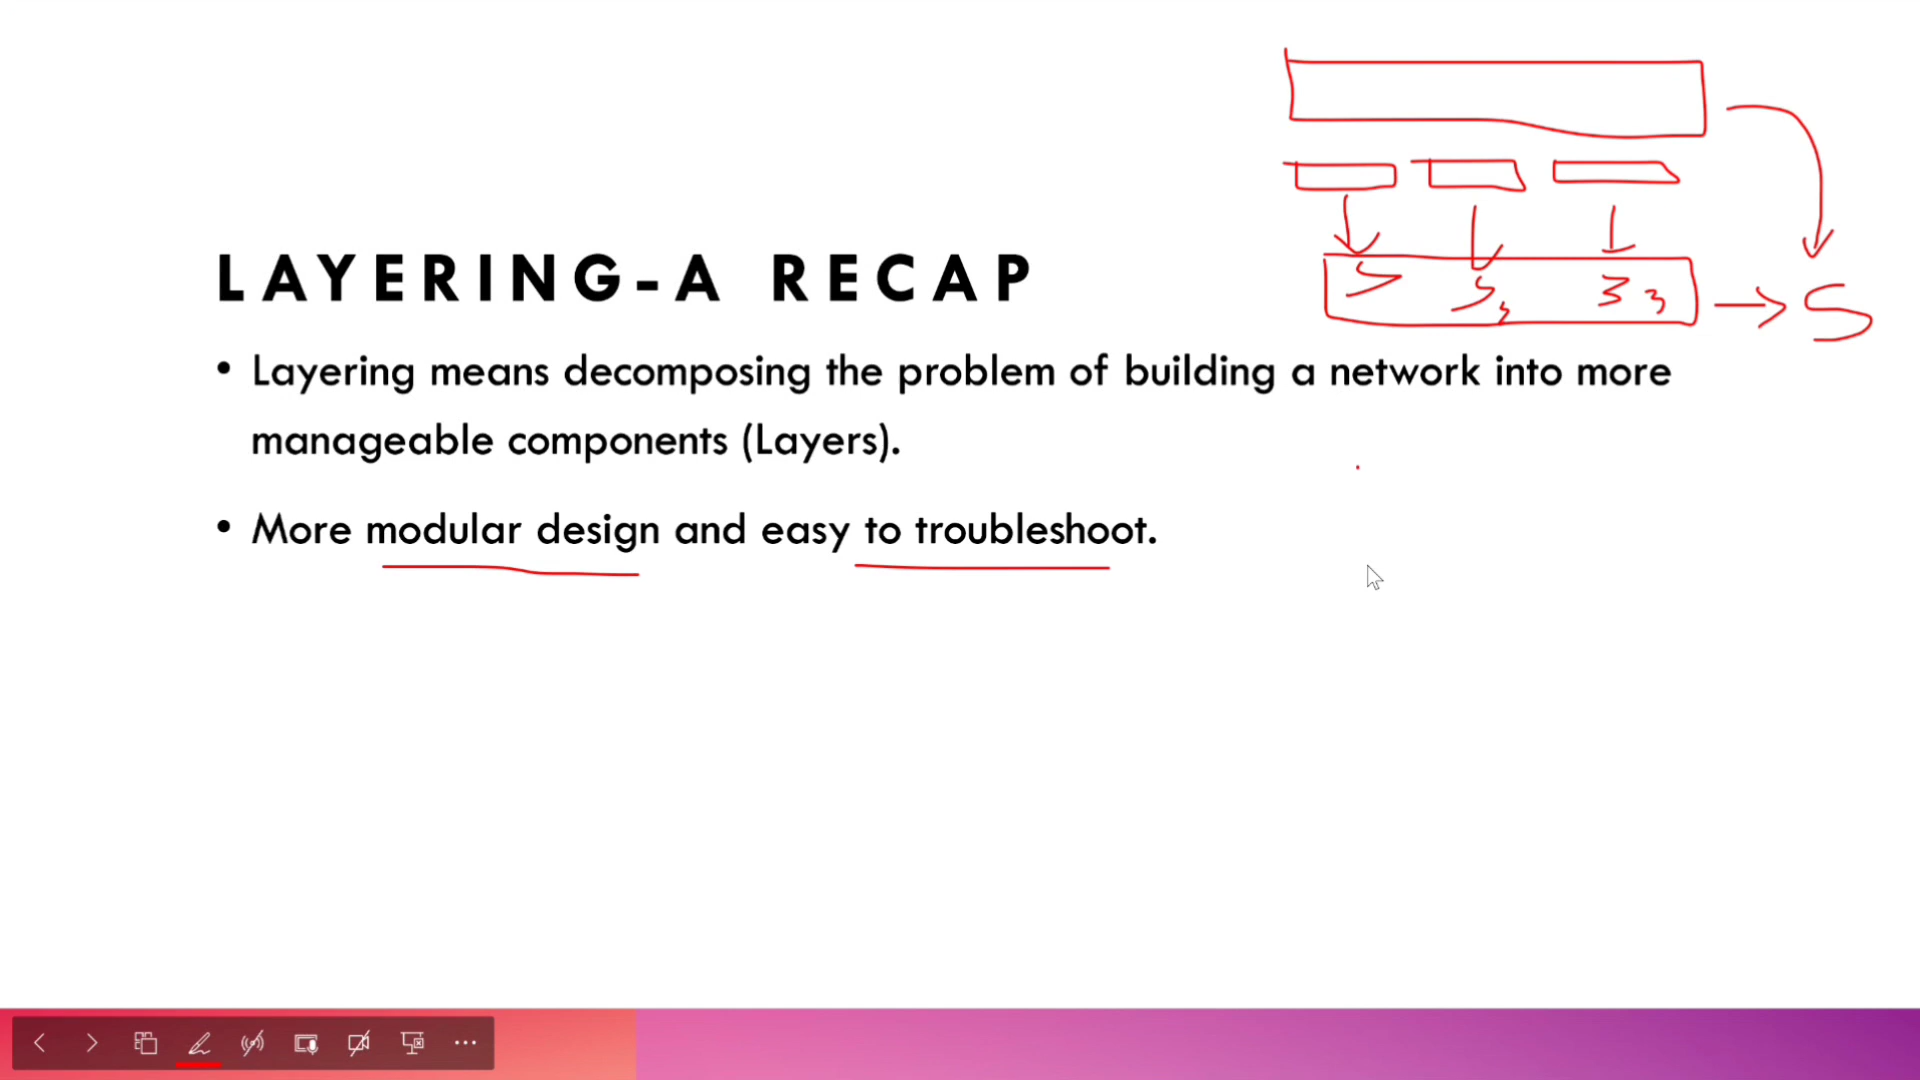 LAYERING-A RECAP
• Layering means decomposing the problem of building a network into more
manageable components (Layers).
• More modular design and easy to troubleshoot.
S